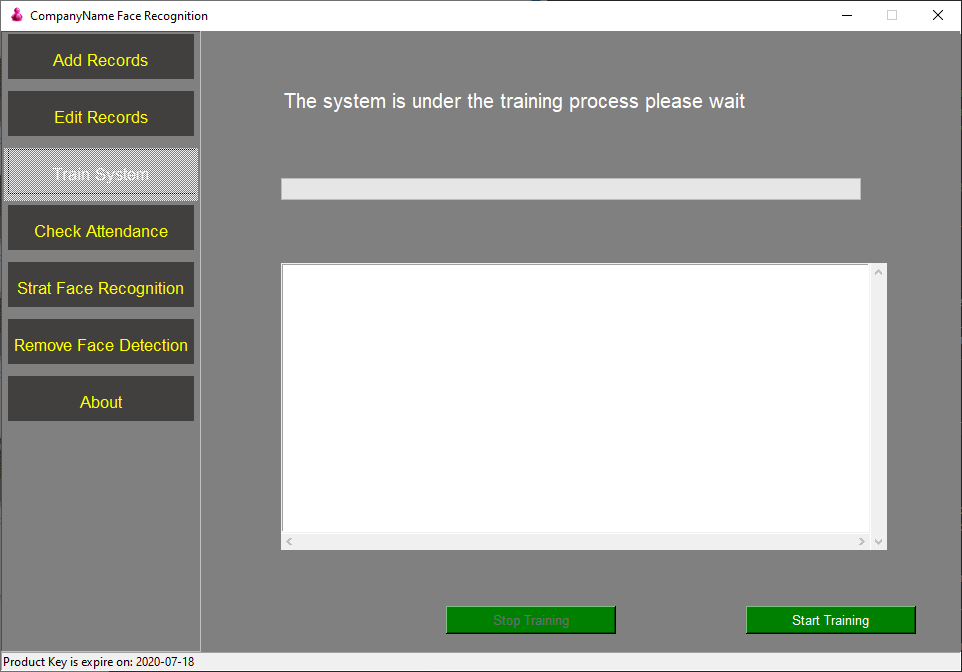 CompanyName Face Recognition
Add Records
Edit Records
Train System
Check Attendance
Strat Face Recognition
Remove Face Detection
About
The system is under the training process please wait
Stop Training
Start Training
Product Key is expire on: 2020-07-18